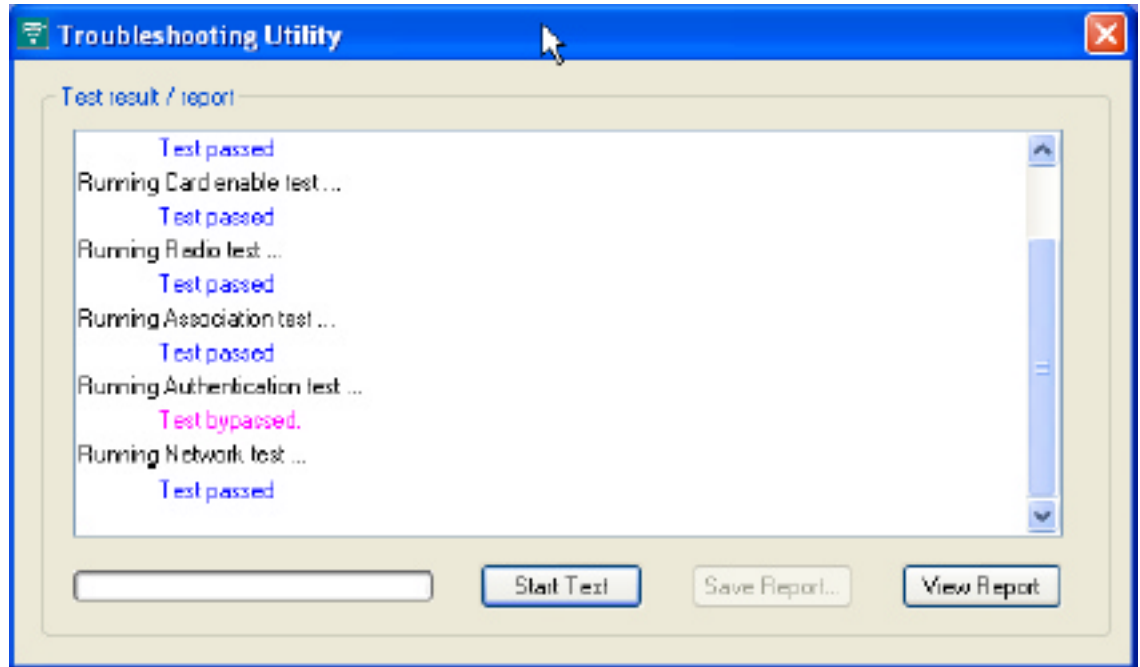 Troubleshooting Utility
Test result / report
Test passed
Running Card enable test ...
Test passed
Running Radio test ...
Test passed
Running Association test ...
Test passed
Running Authentication test ...
Test bypassed.
Running Network test ...
Test passed
Start Text
Save Report...
View Report